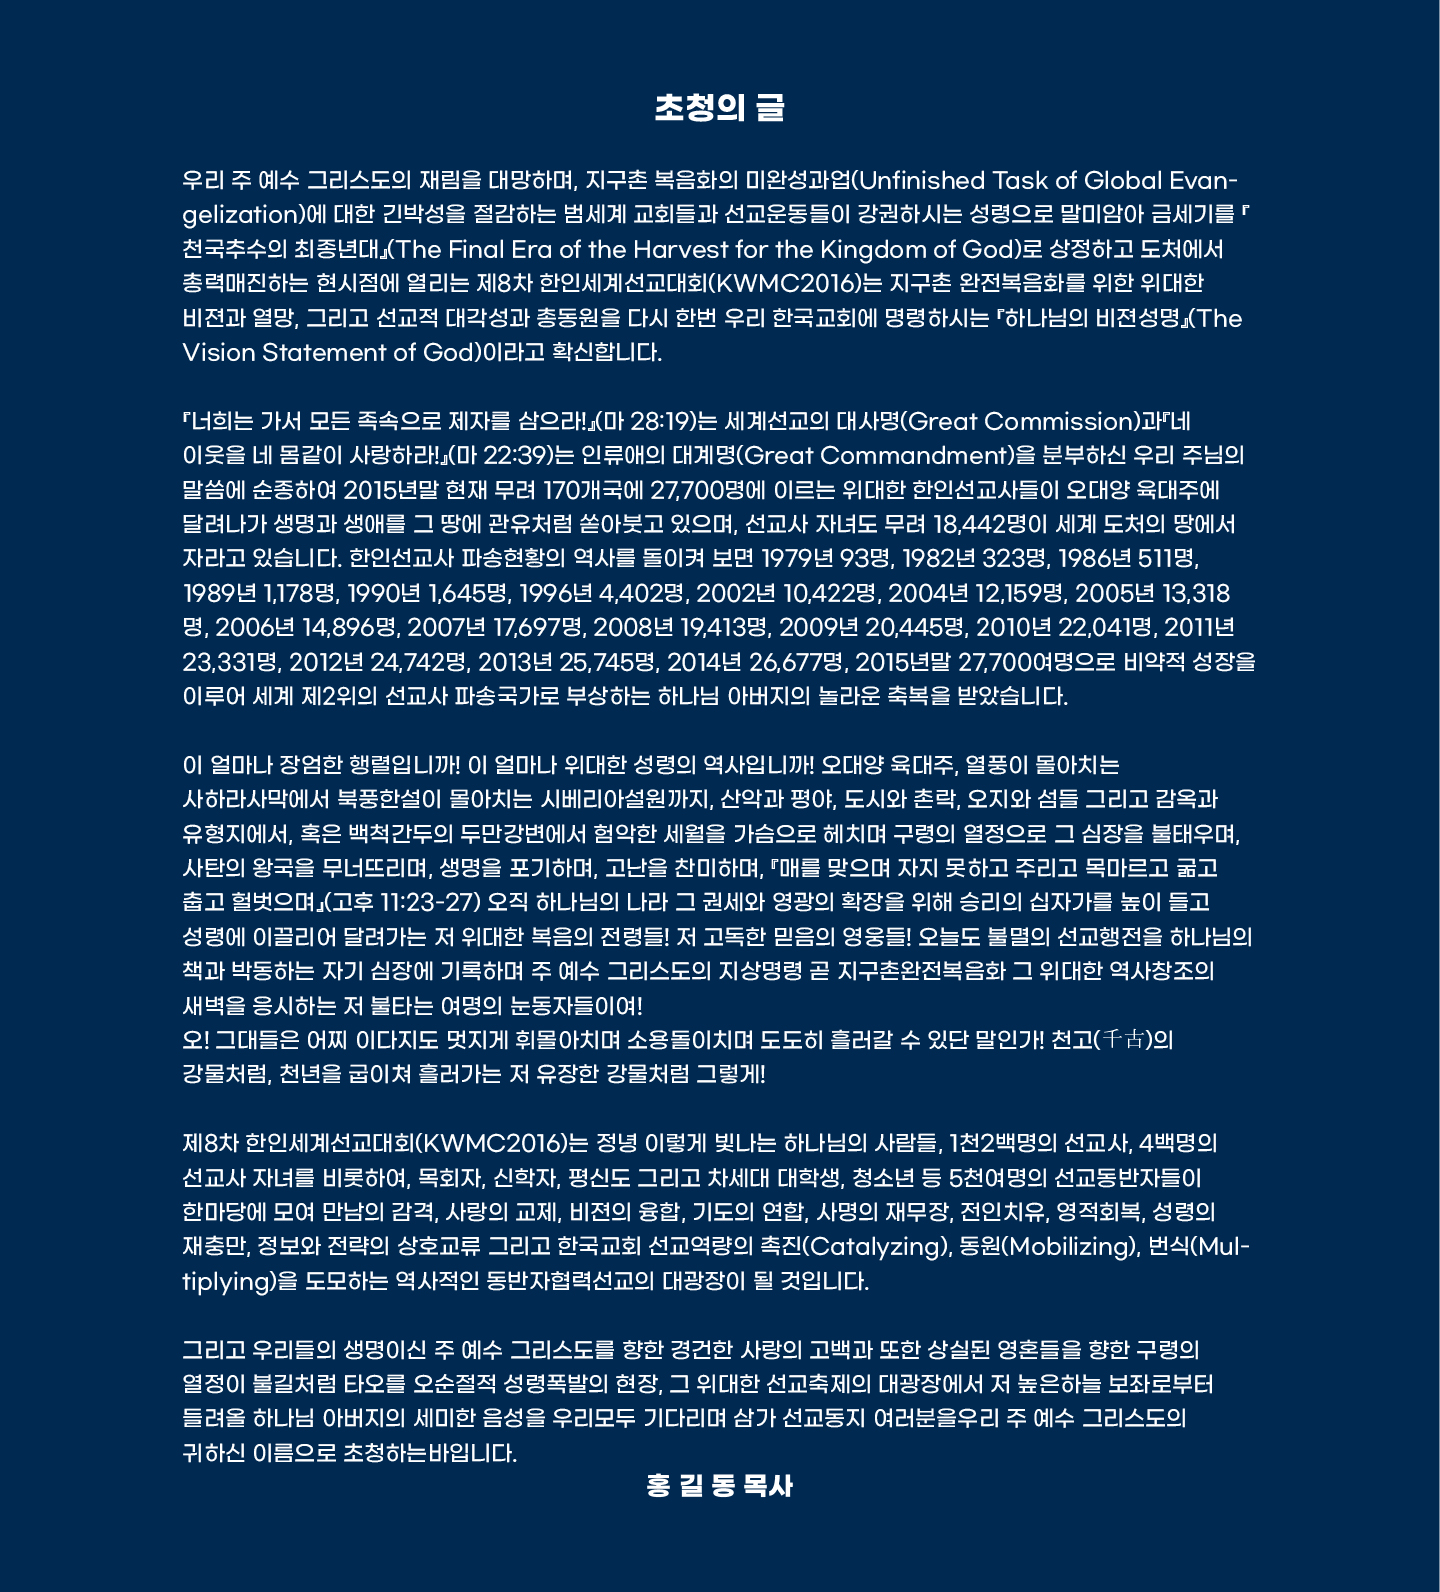 초청의 글
우리 주 예수 그리스도의 재림을 대망하며, 지구촌 복음화의 미완성과업(Unfinished Task of Global Evan-
gelization)에 대한 긴박성을 절감하는 범세계 교회들과 선교운동들이 강권하시는 성령으로 말미암아 금세기를 『
천국추수의 최종년대』(The Final Era of the Harvest for the Kingdom of God)로 상정하고 도처에서
총력매진하는 현시점에 열리는 제8차 한인세계선교대회(KWMC2016)는 지구촌 완전복음화를 위한 위대한
비젼과 열망, 그리고 선교적 대각성과 총동원을 다시 한번 우리 한국교회에 명령하시는 『하나님의 비젼성명』(The
Vision Statement of God)이라고 확신합니다.
『너희는 가서 모든 족속으로 제자를 삼으라!』(마 28:19)는 세계선교의 대사명(Great Commission)과『네
이웃을 네 몸같이 사랑하라!』(마 22:39)는 인류애의 대계명(Great Commandment)을 분부하신 우리 주님의
말씀에 순종하여 2015년말 현재 무려 170개국에 27,700명에 이르는 위대한 한인선교사들이 오대양 육대주에
달려나가 생명과 생애를 그 땅에 관유처럼 쏟아붓고 있으며, 선교사 자녀도 무려 18,442명이 세계 도처의 땅에서
자라고 있습니다. 한인선교사 파송현황의 역사를 돌이켜 보면 1979년 93명, 1982년 323명, 1986년 511명,
1989년 1,178명, 1990년 1,645명, 1996년 4,402명, 2002년 10,422명, 2004년 12,159명, 2005년 13,318
명, 2006년 14,896명, 2007년 17,697명, 2008년 19,413명, 2009년 20,445명, 2010년 22,041명, 2011년
23,331명, 2012년 24,742명, 2013년 25,745명, 2014년 26,677명, 2015년말 27,700여명으로 비약적 성장을
이루어 세계 제2위의 선교사 파송국가로 부상하는 하나님 아버지의 놀라운 축복을 받았습니다.
이 얼마나 장엄한 행렬입니까! 이 얼마나 위대한 성령의 역사입니까! 오대양 육대주, 열풍이 몰아치는
사하라사막에서 북풍한설이 몰아치는 시베리아설원까지, 산악과 평야, 도시와 촌락, 오지와 섬들 그리고 감옥과
유형지에서, 혹은 백척간두의 두만강변에서 험악한 세월을 가슴으로 헤치며 구령의 열정으로 그 심장을 불태우며,
사탄의 왕국을 무너뜨리며, 생명을 포기하며, 고난을 찬미하며, 『매를 맞으며 자지 못하고 주리고 목마르고 굶고
춥고 헐벗으며』(고후 11:23-27) 오직 하나님의 나라 그 권세와 영광의 확장을 위해 승리의 십자가를 높이 들고
성령에 이끌리어 달려가는 저 위대한 복음의 전령들! 저 고독한 믿음의 영웅들! 오늘도 불멸의 선교행전을 하나님의
책과 박동하는 자기 심장에 기록하며 주 예수 그리스도의 지상명령 곧 지구촌완전복음화 그 위대한 역사창조의
새벽을 응시하는 저 불타는 여명의 눈동자들이여!
오! 그대들은 어찌 이다지도 멋지게 휘몰아치며 소용돌이치며 도도히 흘러갈 수 있단 말인가! 천고(千古)의
강물처럼, 천년을 굽이쳐 흘러가는 저 유장한 강물처럼 그렇게!
제8차 한인세계선교대회(KWMC2016)는 정녕 이렇게 빛나는 하나님의 사람들, 1천2백명의 선교사, 4백명의
선교사 자녀를 비롯하여, 목회자, 신학자, 평신도 그리고 차세대 대학생, 청소년 등 5천여명의 선교동반자들이
한마당에 모여 만남의 감격, 사랑의 교제, 비젼의 융합, 기도의 연합, 사명의 재무장, 전인치유, 영적회복, 성령의
재충만, 정보와 전략의 상호교류 그리고 한국교회 선교역량의 촉진(Catalyzing), 동원(Mobilizing), 번식(Mul-
tiplying)을 도모하는 역사적인 동반자협력선교의 대광장이 될 것입니다.
그리고 우리들의 생명이신 주 예수 그리스도를 향한 경건한 사랑의 고백과 또한 상실된 영혼들을 향한 구령의
열정이 불길처럼 타오를 오순절적 성령폭발의 현장, 그 위대한 선교축제의 대광장에서 저 높은하늘 보좌로부터
들려올 하나님 아버지의 세미한 음성을 우리모두 기다리며 삼가 선교동지 여러분을우리 주 예수 그리스도의
귀하신 이름으로 초청하는바입니다.
홍 길 동 목사